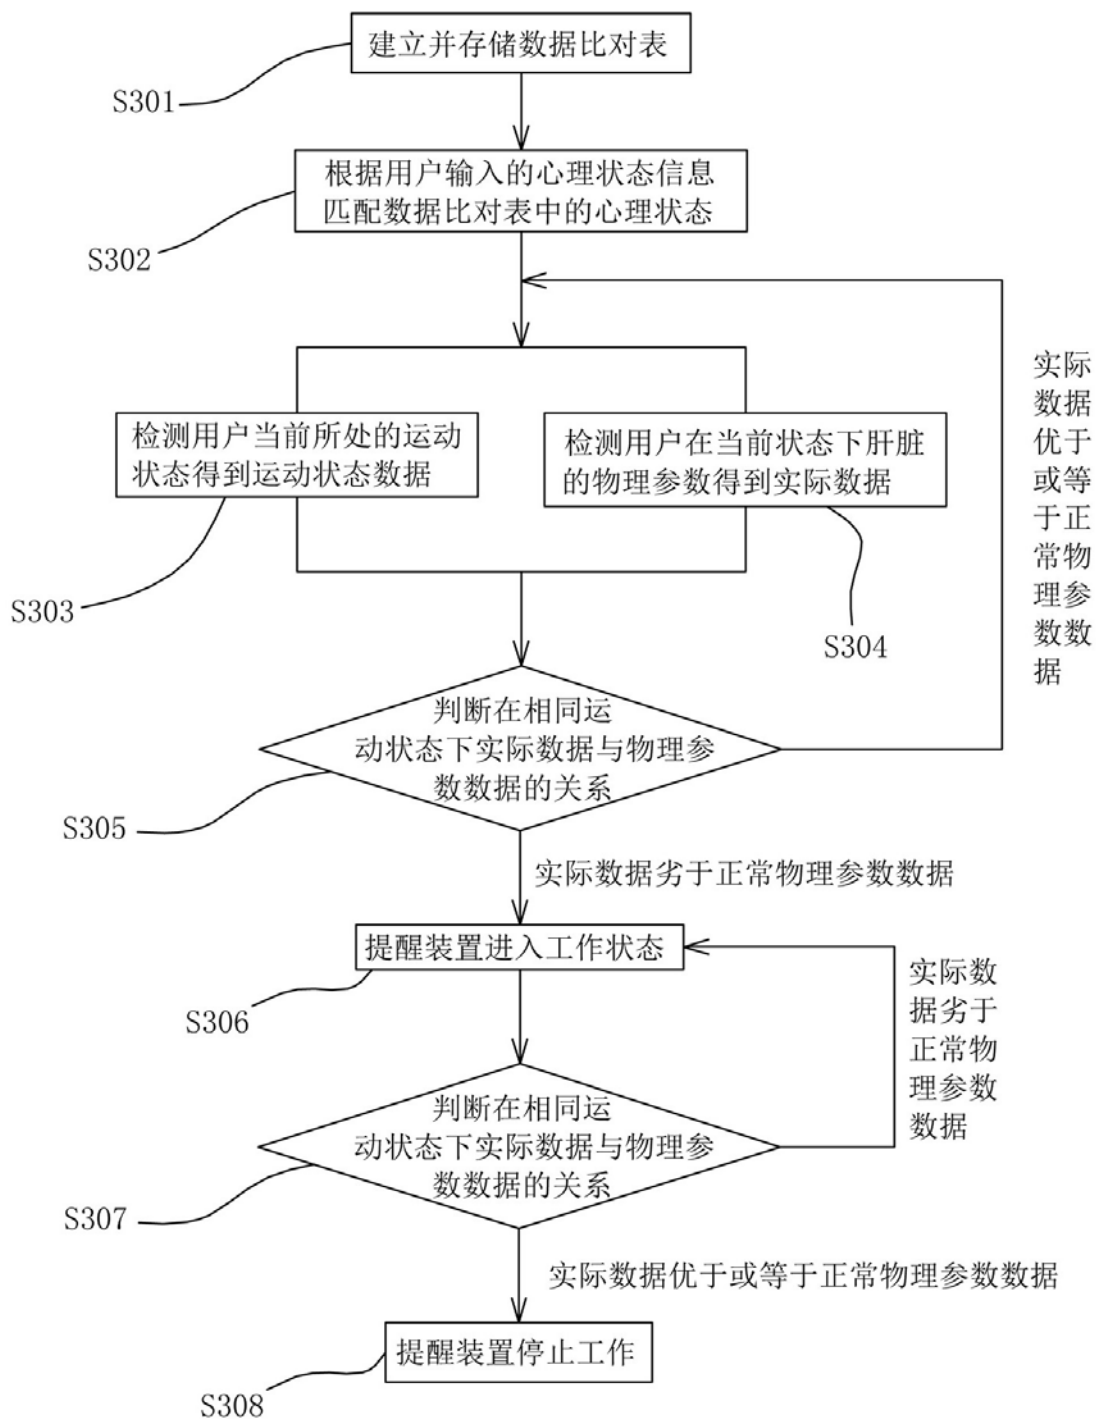 建立并存储数据比对表
S301
根据用户输入的心理状态信息
匹配数据比对表中的心理状态
S302
检测用户当前所处的运动
状态得到运动状态数据
S303
检测用户在当前状态下肝脏
的物理参数得到实际数据
S304
实际
数据
优于
或等
于正
常物
理参
数数
据
判断在相同运
动状态下实际数据与物理参
数数据的关系
S305
实际数据劣于正常物理参数数据
提醒装置进入工作状态
S306
实际数
据劣于
正常物
理参数
数据
判断在相同运
动状态下实际数据与物理参
数数据的关系
S307
实际数据优于或等于正常物理参数数据
提醒装置停止工作
S308